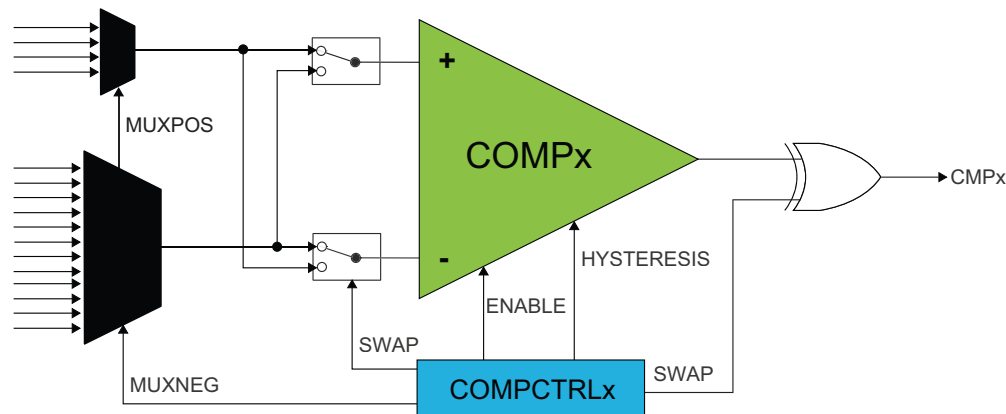 +
MUXPOS
COMPx
CMPx
-
HYSTERESIS
ENABLE
SWAP
SWAP
MUXNEG
COMPCTRLx